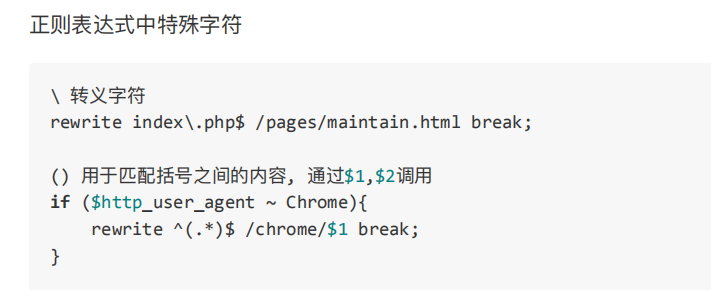 正则表达式中特殊字符
\ 转义字符
rewrite index\.php$ /pages/maintain.html break;
() 用于匹配括号之间的内容, 通过$1,$2调用
if ($http_user_agent ~ Chrome){
    rewrite ^(.*)$ /chrome/$1 break;
}